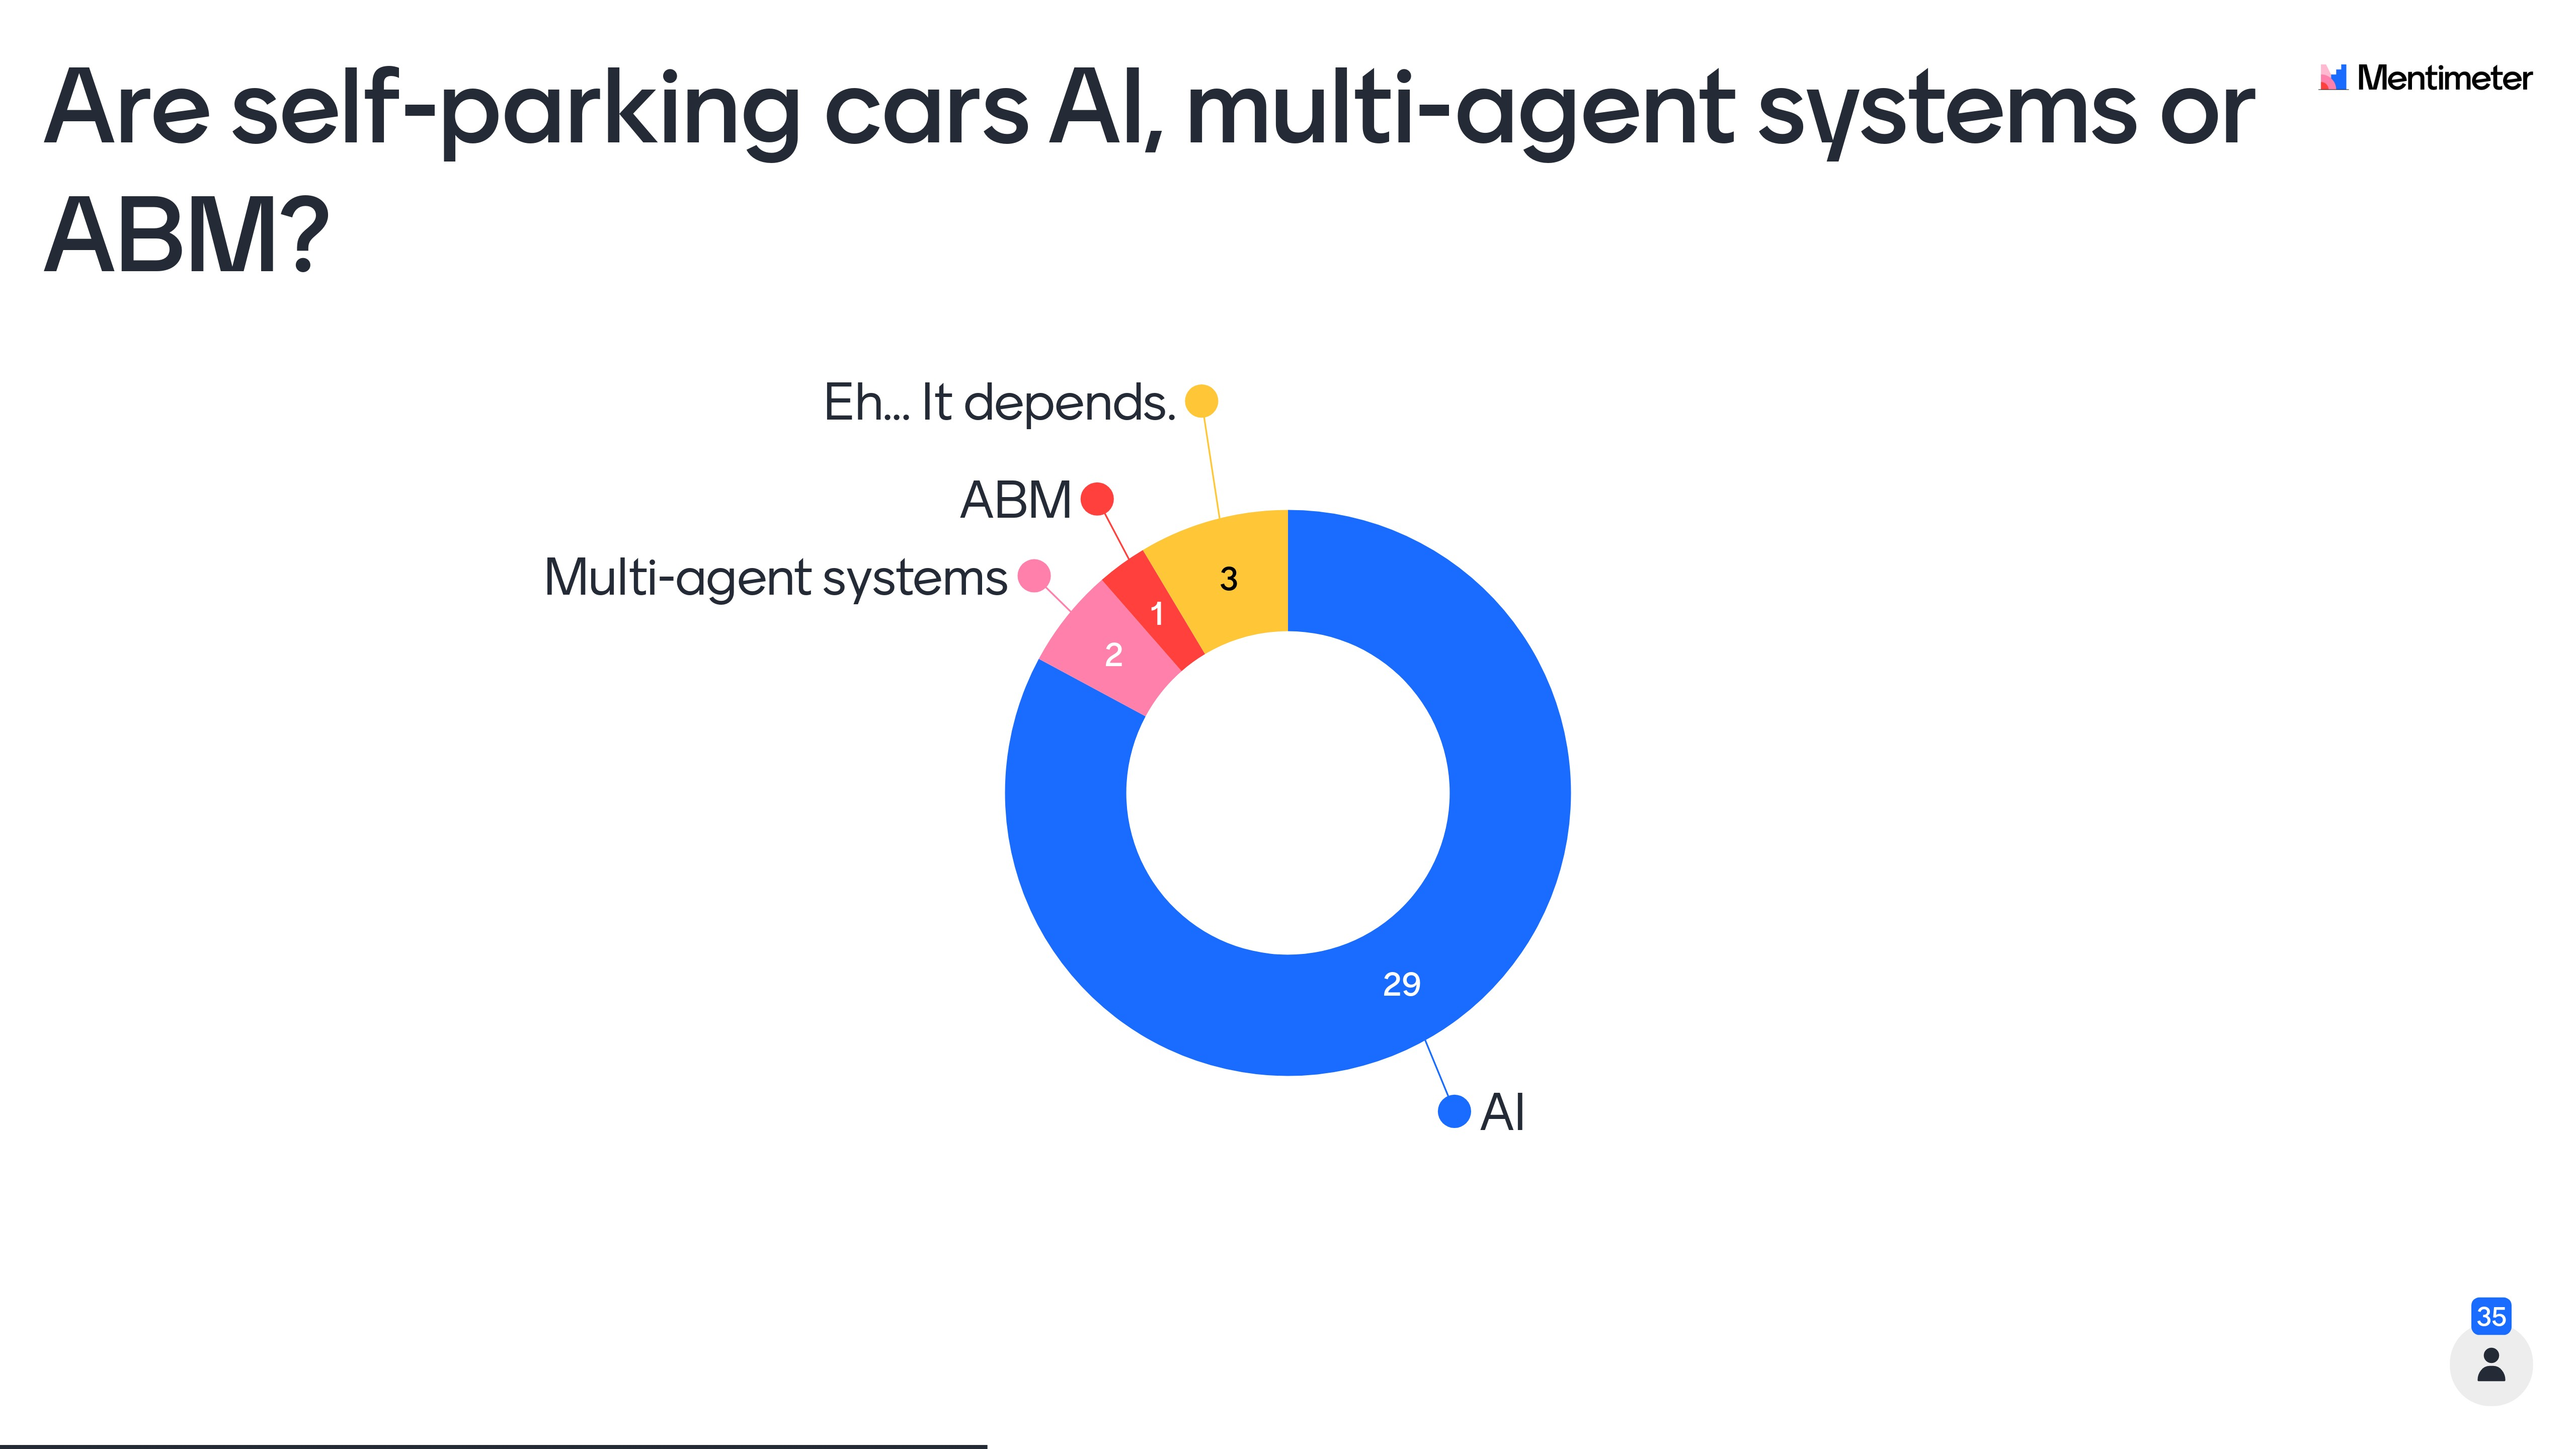 Are self-parking cars AI, multi-agent systems or
ABM?
Mentimeter
Eh... It depends.
ABM
Multi-agent systems
3
1
2
29
AI
35